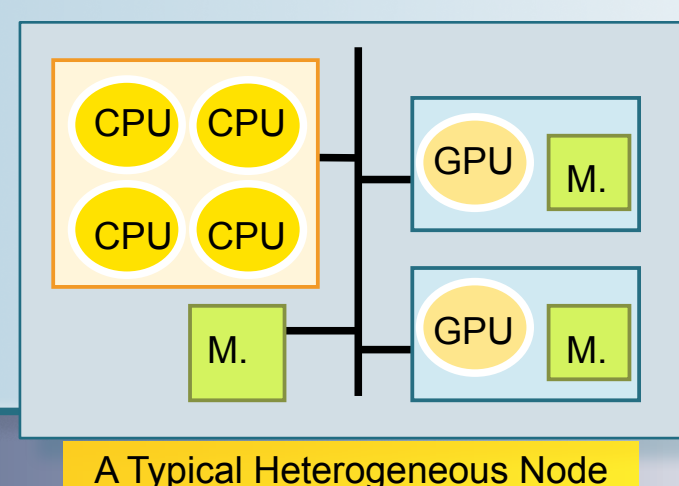 CPU CPU
GPU M.
CPU CPU
M.
GPU M.
A Typical Heterogeneous Node